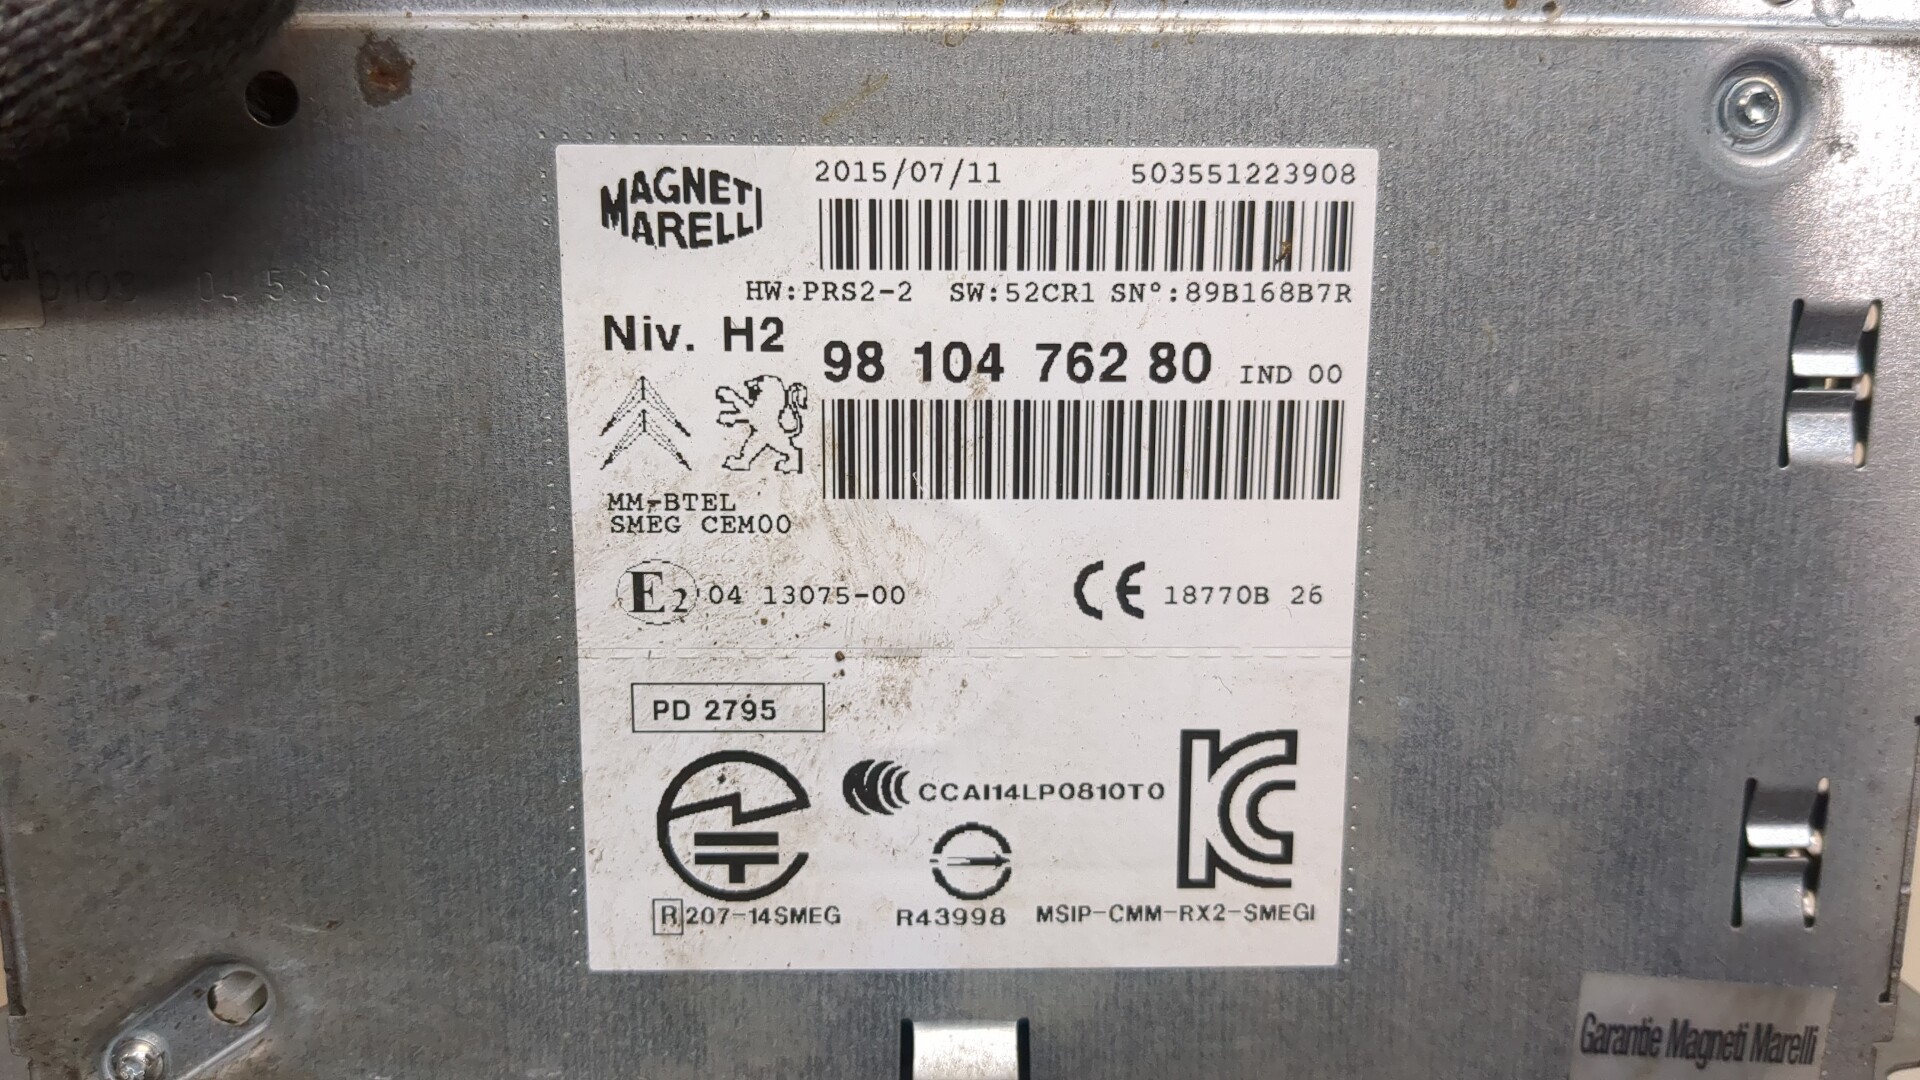 MAGNETI
MARELLI
2015/07/11 503551223908
HW:PRS2-2 SW:52CR1 SN°:89B168B7R
Niv. H2
98 104 762 80 IND 00
MM-BTEL
SMEG CEM00
E2 04 13075-00
CE 18770B 26
PD 2795
CCAI14LP0810T0
R 207-14SMEG
R43998
MSIP-CMM-RX2-SMEGI
Garantie Magneti Marelli